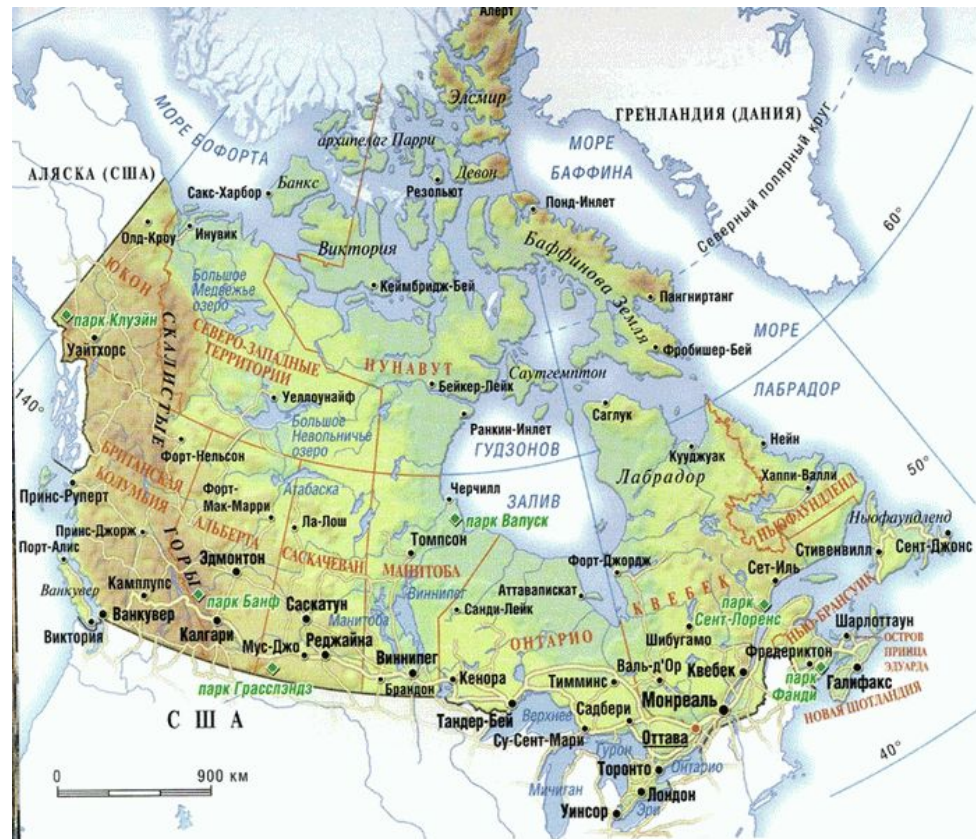 Алерт
Элсмир
ГРЕНЛАНДИЯ (ДАНИЯ)
МОРЕ БОФОРТА
архипелаг Парри
МОРЕ
БАФФИНА
Северный полярный круг
АЛЯСКА (США)
Девон
Сакс-Харбор
Банкс
Резольют
Понд-Инлет
60°
Олд-Кроу
Инувик
Виктория
Баффинова Земля
ЮКОН
Большое
Медвежье
озеро
Кеймбридж-Бей
Пангниртанг
парк Клуэйн
СКАЛИСТЫЕ
ГОРЫ
Уайтхорс
СЕВЕРО-ЗАПАДНЫЕ
ТЕРРИТОРИИ
НУНАВУТ
Саутгемптон
Фробишер-Бей
МОРЕ
ЛАБРАДОР
140°
Уеллоунайф
Бейкер-Лейк
Саглук
Большое
Невольничье
озеро
Ранкин-Инлет
ГУДЗОНОВ
ЗАЛИВ
Форт-Нельсон
Кууджуак
Нейн
50°
БРИТАНСКАЯ
КОЛУМБИЯ
Лабрадор
Хаппи-Валли
Принс-Руперт
Форт-
Мак-Марри
Атабаска
Черчилл
парк Вапуск
НЬЮФАУНДЛЕНД
Ньюфаундленд
Принс-Джорж
АЛЬБЕРТА
Ла-Лош
Томпсон
Стивенвилл
Сент-Джонс
Порт-Алис
Эдмонтон
САСКАЧЕВАН
МАНИТОБА
Форт-Джордж
Сет-Иль
Ванкувер
Камлупс
парк Банф
Виннипег
Аттавапискат
КВЕБЕК
парк
Сент-Лоренс
НЬЮ-БРАНСУИК
Ванкувер
Саскатун
Манитоба
Санди-Лейк
Шарлоттаун
Виктория
Калгари
Мус-Джо
Реджайна
ОНТАРИО
Шибугамо
Фредериктон
ОСТРОВ
ПРИНЦА
ЭДУАРДА
парк Грасслэндз
Виннипег
Брандон
Кенора
Тимминс
Валь-д'Ор
Квебек
парк
Фанди
Галифакс
НОВАЯ ШОТЛАНДИЯ
США
Тандер-Бей
Верхнее
Садбери
Монреаль
Су-Сент-Мари
Гурон
Оттава
40°
0
900 км
Торонто
Онтарио
Мичиган
Лондон
Уинсор
Эри